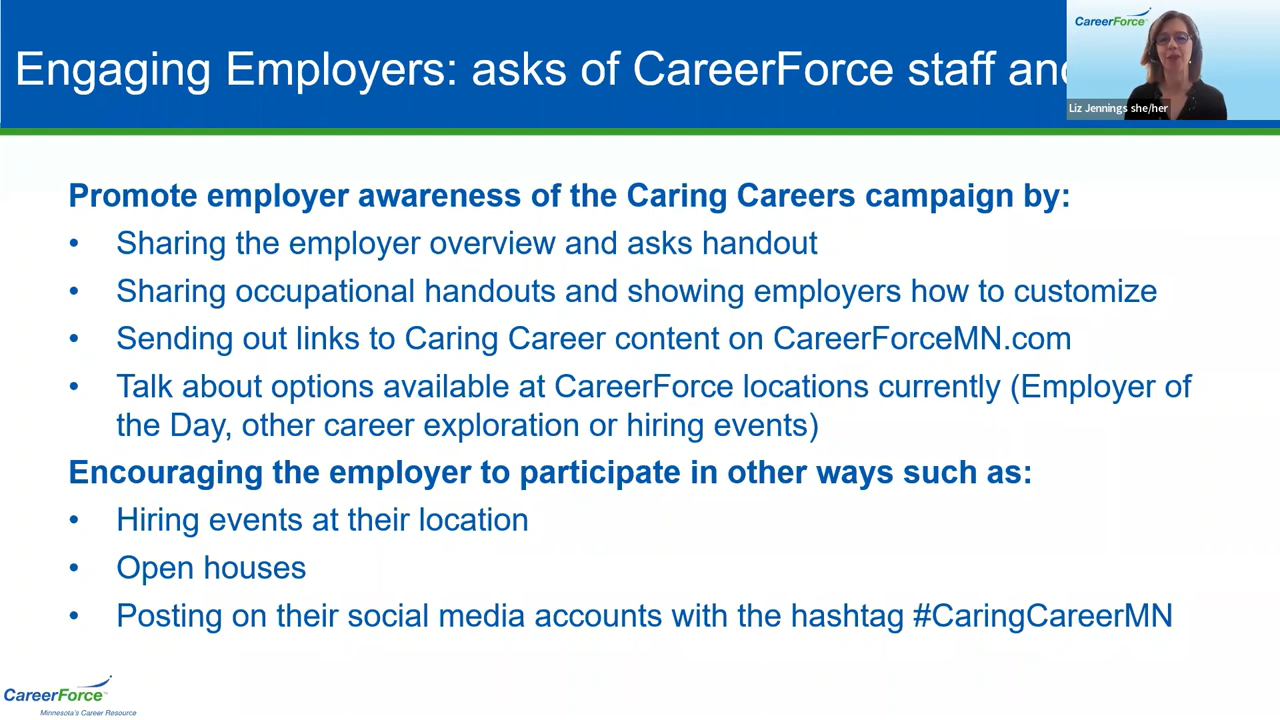 Engaging Employers: asks of CareerForce staff and
CareerForce
Liz Jennings she/her
Promote employer awareness of the Caring Careers campaign by:
• Sharing the employer overview and asks handout
• Sharing occupational handouts and showing employers how to customize
• Sending out links to Caring Career content on CareerForceMN.com
• Talk about options available at CareerForce locations currently (Employer of
the Day, other career exploration or hiring events)
Encouraging the employer to participate in other ways such as:
• Hiring events at their location
• Open houses
• Posting on their social media accounts with the hashtag #CaringCareerMN
CareerForce™
Minnesota's Career Resource